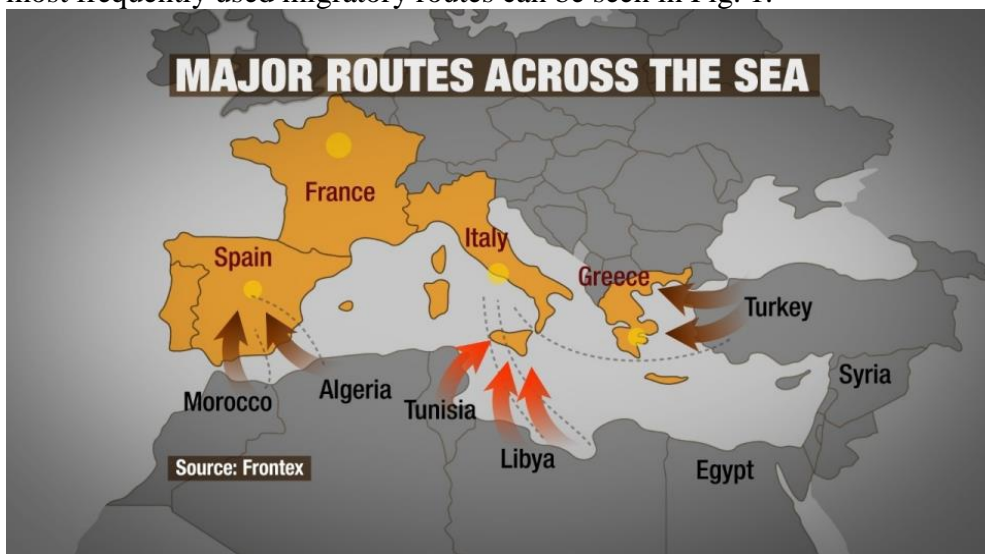 most frequently used migratory routes can be seen in Fig. 1.
MAJOR ROUTES ACROSS THE SEA
France
Spain
Italy
Greece
Turkey
Syria
Morocco
Algeria
Tunisia
Libya
Egypt
Source: Frontex